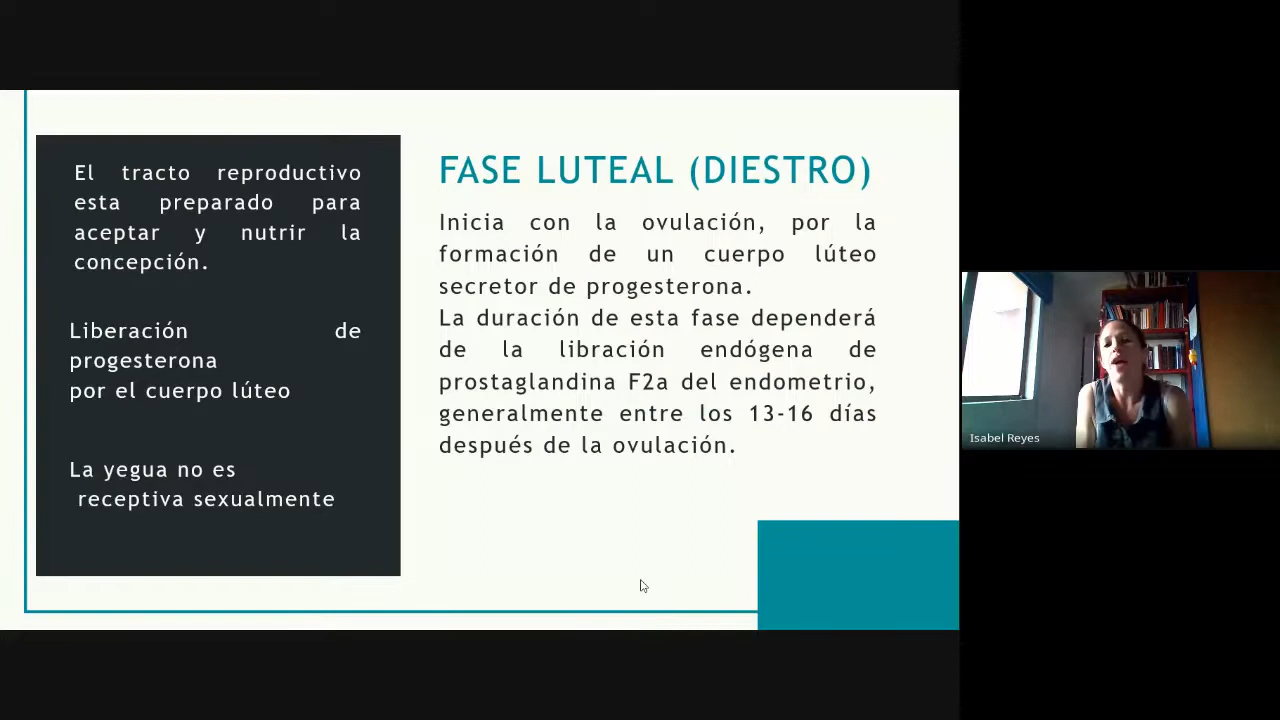 El tracto reproductivo
esta preparado para
aceptar y nutrir la
concepción.
Liberación de
progesterona
por el cuerpo lúteo
La yegua no es
receptiva sexualmente
FASE LUTEAL (DIESTRO)
Inicia con la ovulación, por la
formación de un cuerpo lúteo
secretor de progesterona.
La duración de esta fase dependerá
de la libración endógena de
prostaglandina F2a del endometrio,
generalmente entre los 13-16 días
después de la ovulación.
Isabel Reyes